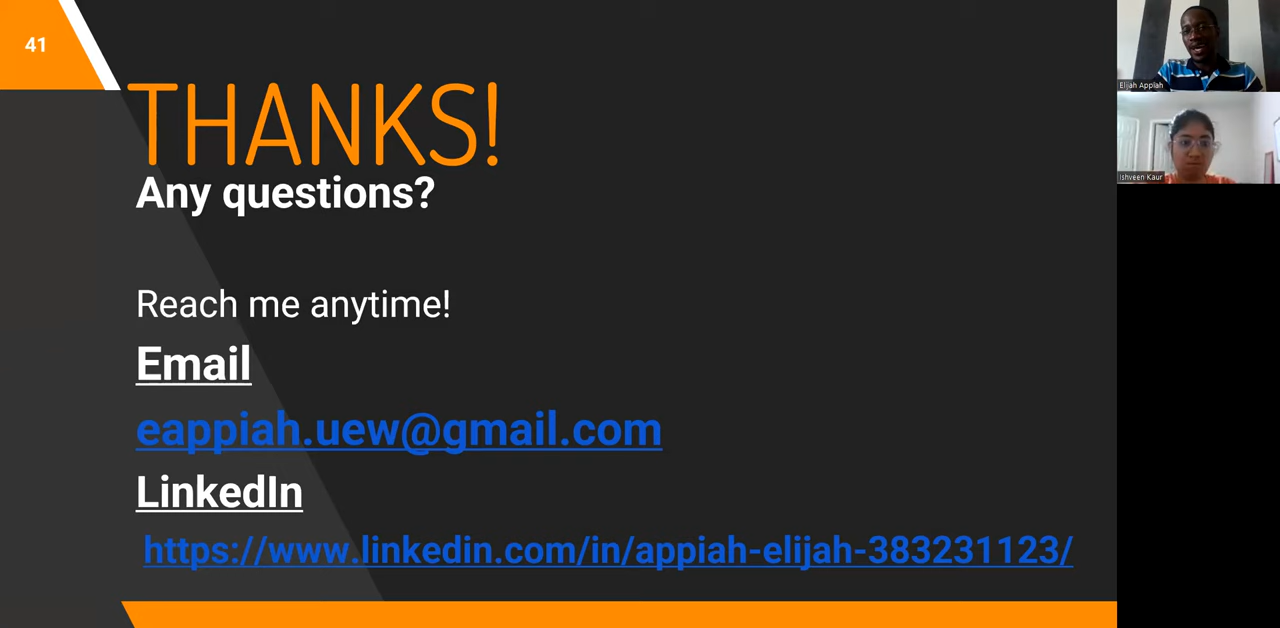 41
THANKS!
Any questions?
Reach me anytime!
Email
eappiah.uew@gmail.com
LinkedIn
https://www.linkedin.com/in/appiah-elijah-383231123/
Elijah Appiah
Ishveen Kaur